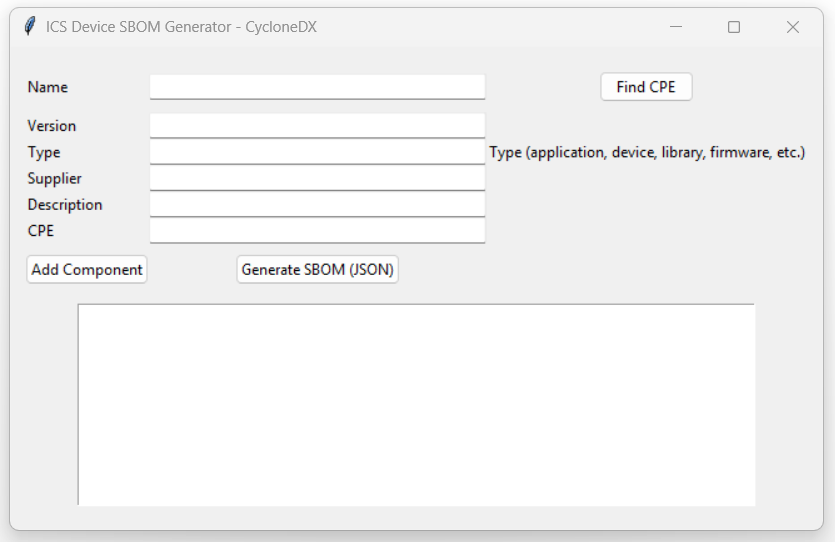 ICS Device SBOM Generator - CycloneDX
Name Find CPE
Version
Type Type (application, device, library, firmware, etc.)
Supplier
Description
CPE
Add Component Generate SBOM (JSON)